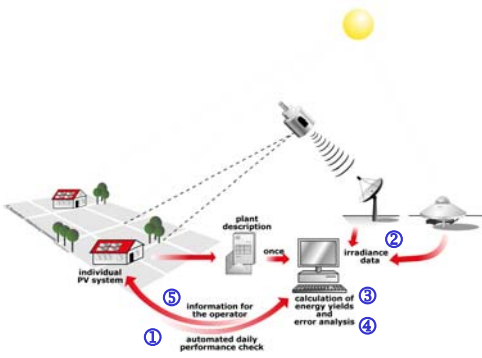 plant
description
once
irradiance
data
②
individual
PV system
calculation of
energy yields
and
error analysis
③
④
⑤
information for
the operator
①
automated daily
performance check